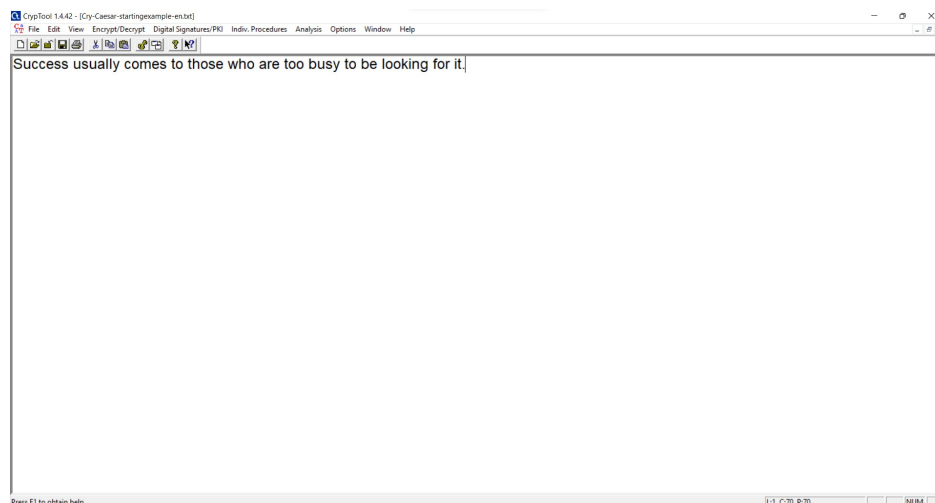 CrypTool 1.4.42 - [Cry-Caesar-startingexample-en.txt]
File Edit View Encrypt/Decrypt Digital Signatures/PKI Indiv. Procedures Analysis Options Window Help
Success usually comes to those who are too busy to be looking for it.
Press F1 to obtain help. L:1 C:70 P:70 NUM